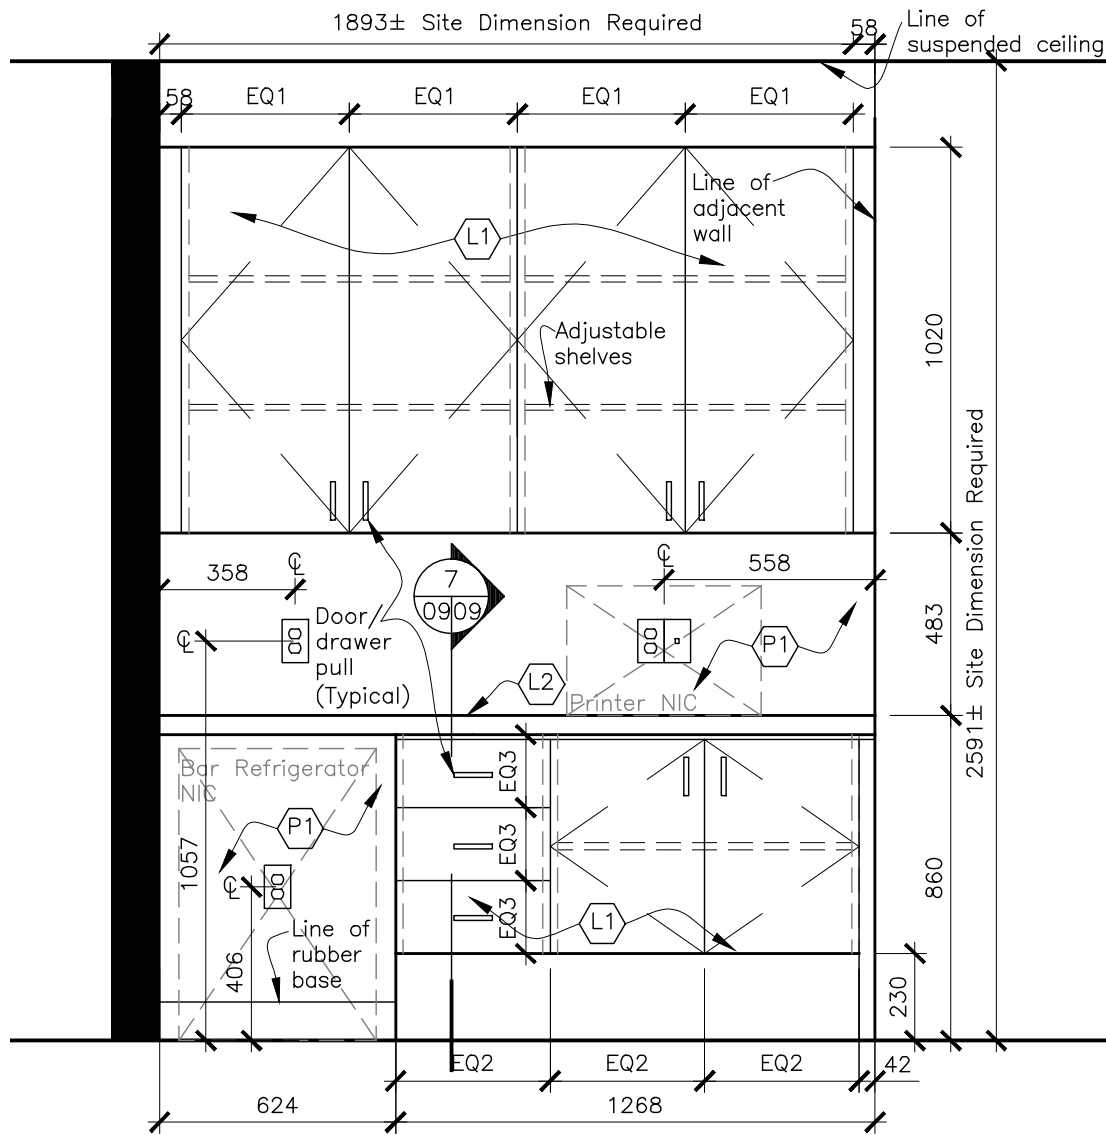 1893± Site Dimension Required
58
Line of
suspended ceiling
58
EQ1
EQ1
EQ1
EQ1
Line of
adjacent
wall
L1
Adjustable
shelves
1020
2591± Site Dimension Required
358
℄
7
09 09
℄
558
℄
Door/
drawer
pull
(Typical)
P1
483
L2
Printer NIC
Bar Refrigerator
NIC
EQ3
P1
EQ3
1057
860
℄
EQ3
L1
Line of
rubber
base
406
230
EQ2
EQ2
EQ2
42
624
1268